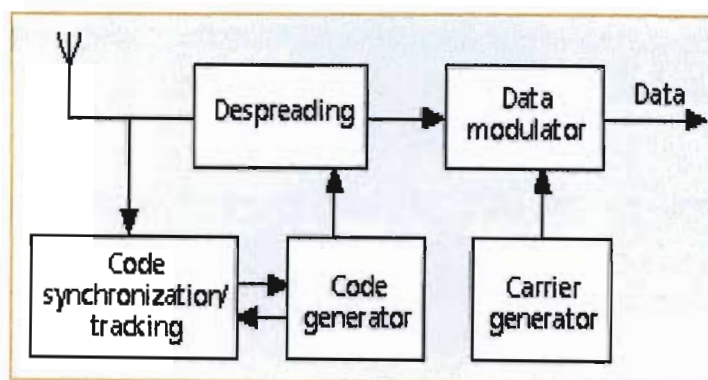 Despreading
Data
modulator
Data
Code
synchronization/
tracking
Code
generator
Carrier
generator